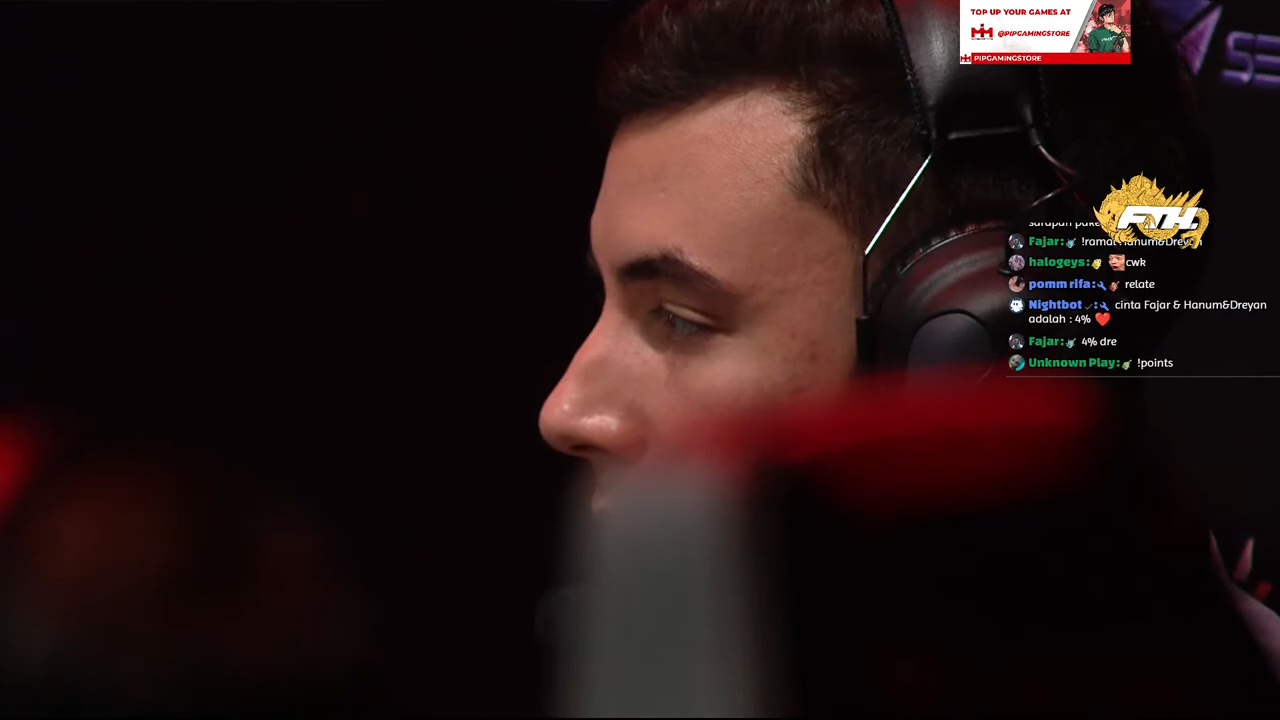 TOP UP YOUR GAMES AT
@PIPGAMINGSTORE
PIPGAMINGSTORE
FTH.
Fajar: 
halogeys: cwk
pomm rifa: relate
Nightbot: cinta Fajar & Hanum&Dreyan
adalah : 4% ❤️
Fajar: 4% dre
Unknown Play: !points